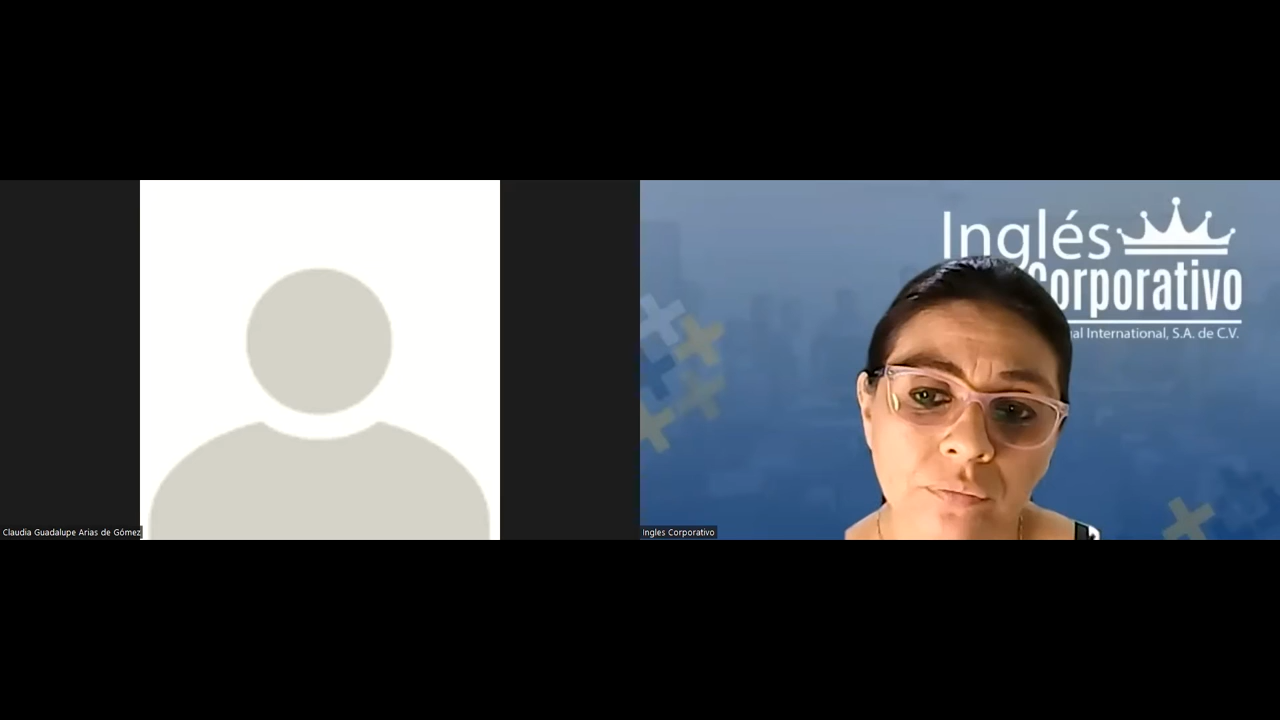 Inglés
Corporativo
al International, S.A. de C.V.
Claudia Guadalupe Arias de Gómez
Ingles Corporativo